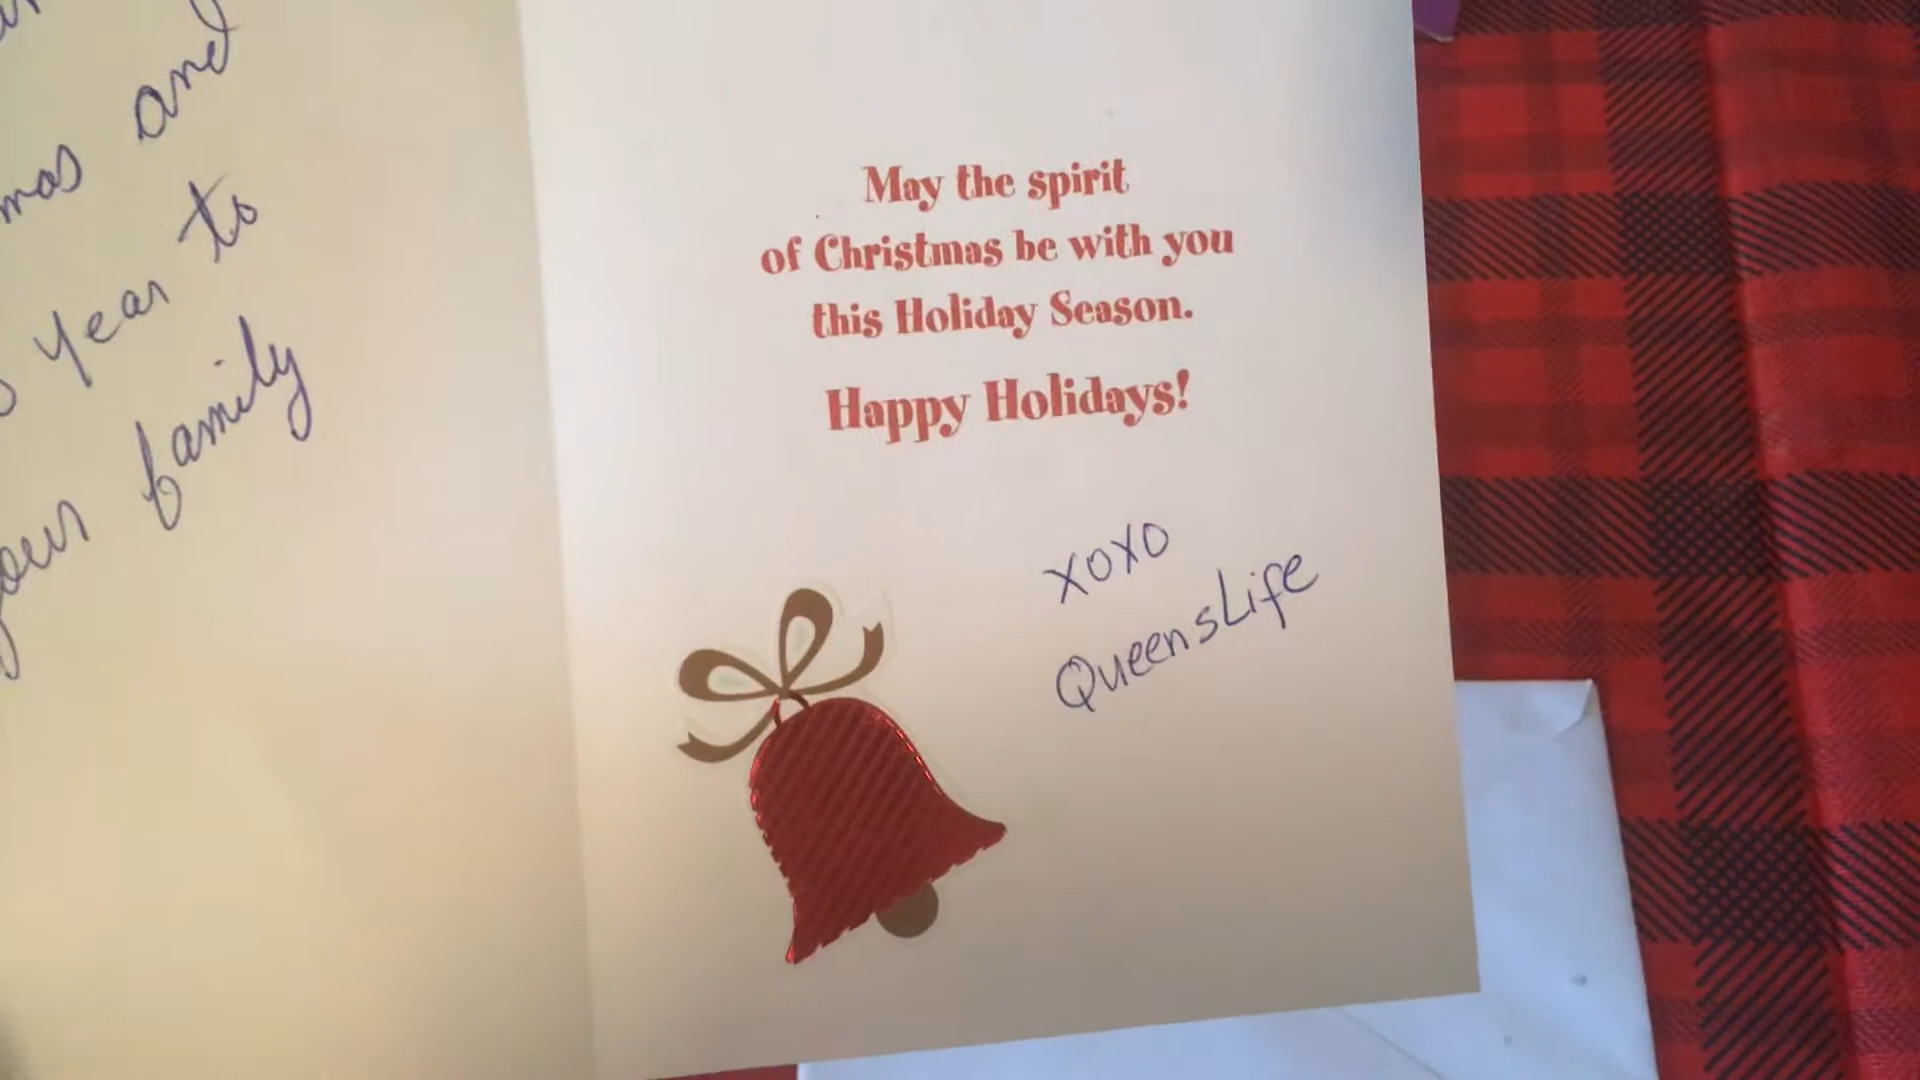 and
mas
year to
your family
May the spirit
of Christmas be with you
this Holiday Season.
Happy Holidays!
XOXO
QueensLife